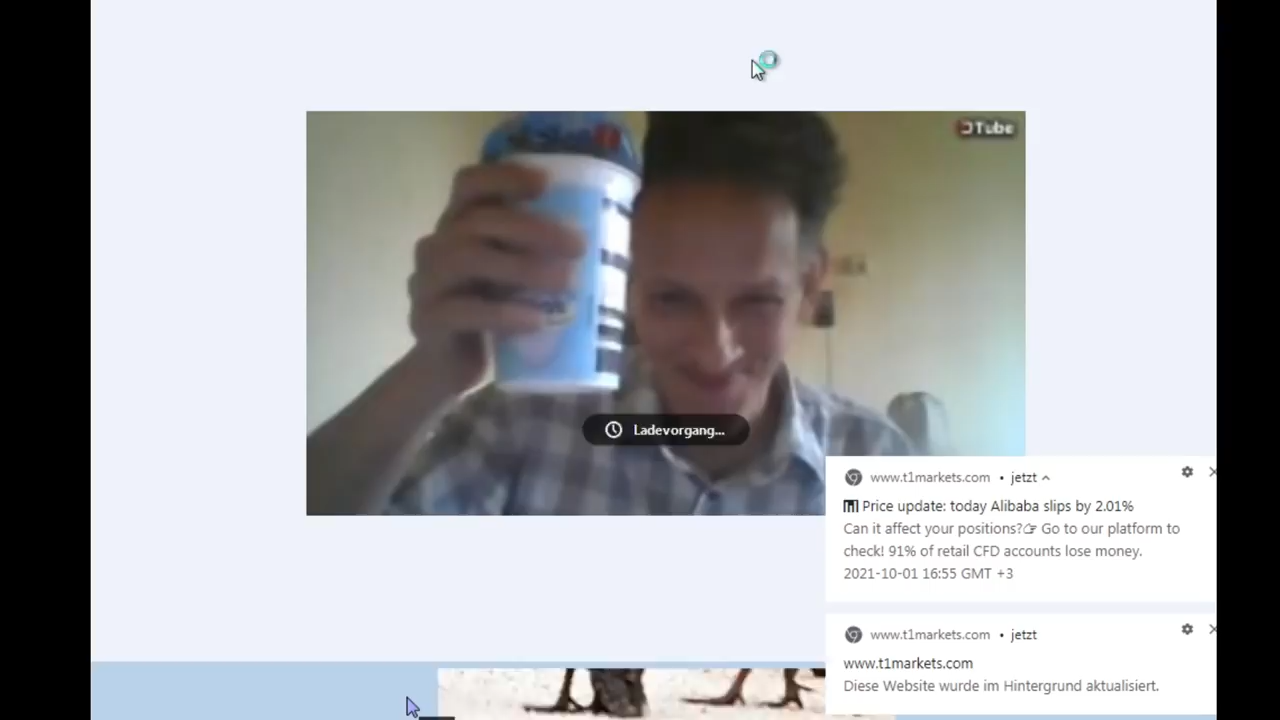 DTube
Ladevorgang...
www.t1markets.com • jetzt
Price update: today Alibaba slips by 2.01%
Can it affect your positions?👉 Go to our platform to
check! 91% of retail CFD accounts lose money.
2021-10-01 16:55 GMT +3
www.t1markets.com • jetzt
www.t1markets.com
Diese Website wurde im Hintergrund aktualisiert.